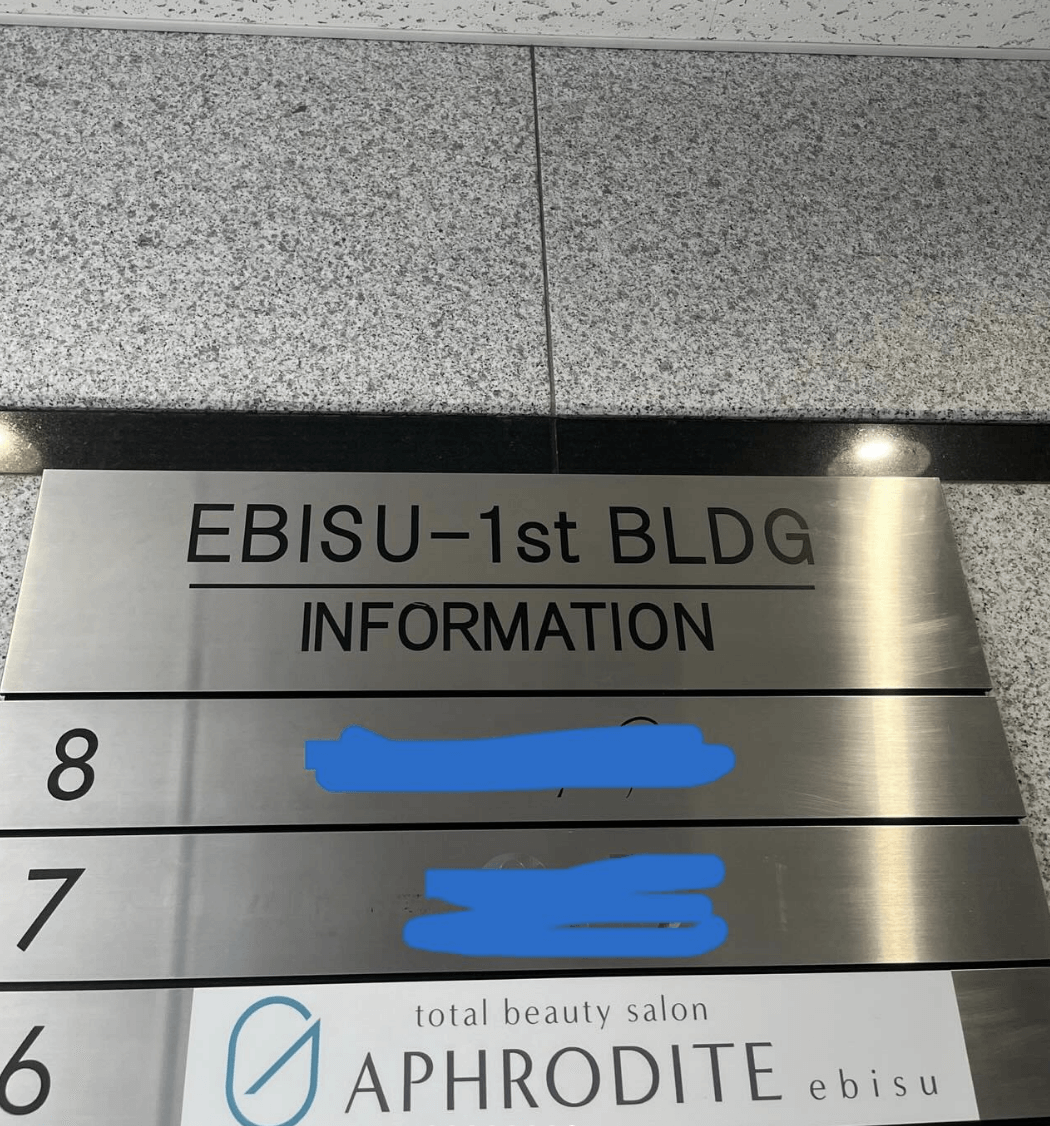 EBISU-1st BLDG
INFORMATION
8
7
6
total beauty salon
APHRODITE ebisu